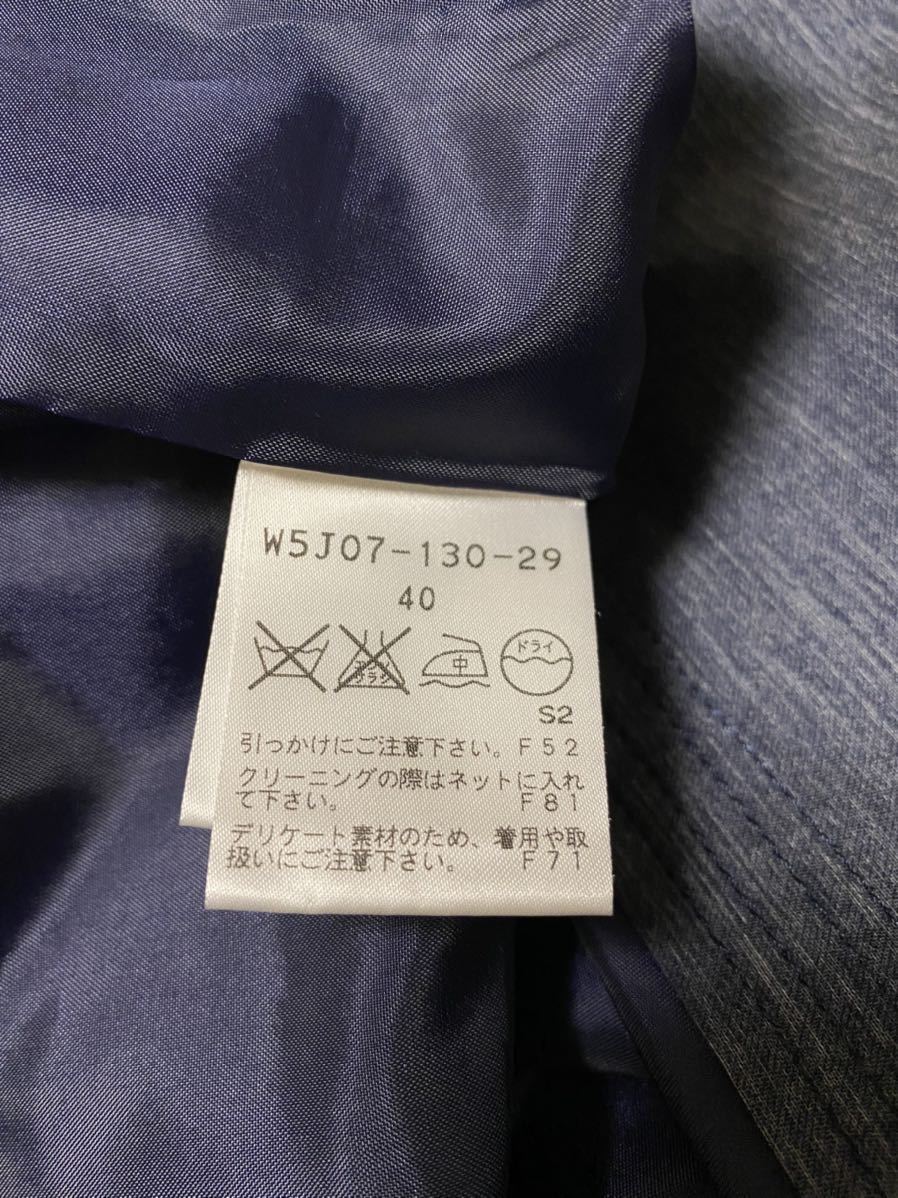 W5J07-130-29
40
エンソ
サラシ
中
ドライ
S2
引っかけにご注意下さい。F52
クリーニングの際はネットに入れ
て下さい。 F81
デリケート素材のため、着用や取
扱いにご注意下さい。 F71